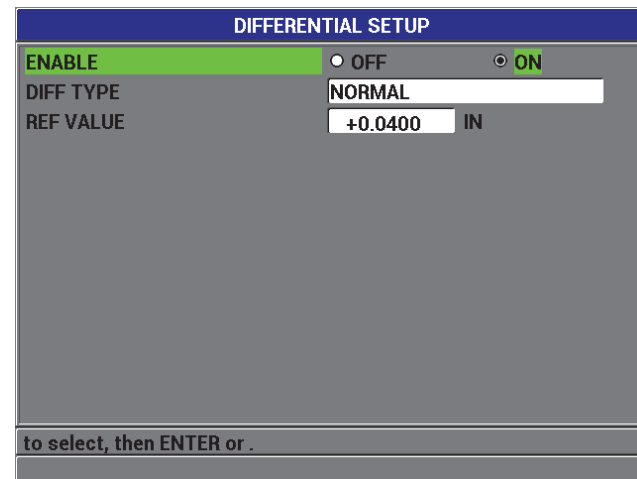 DIFFERENTIAL SETUP
ENABLE OFF ON
DIFF TYPE NORMAL
REF VALUE +0.0400 IN
to select, then ENTER or .